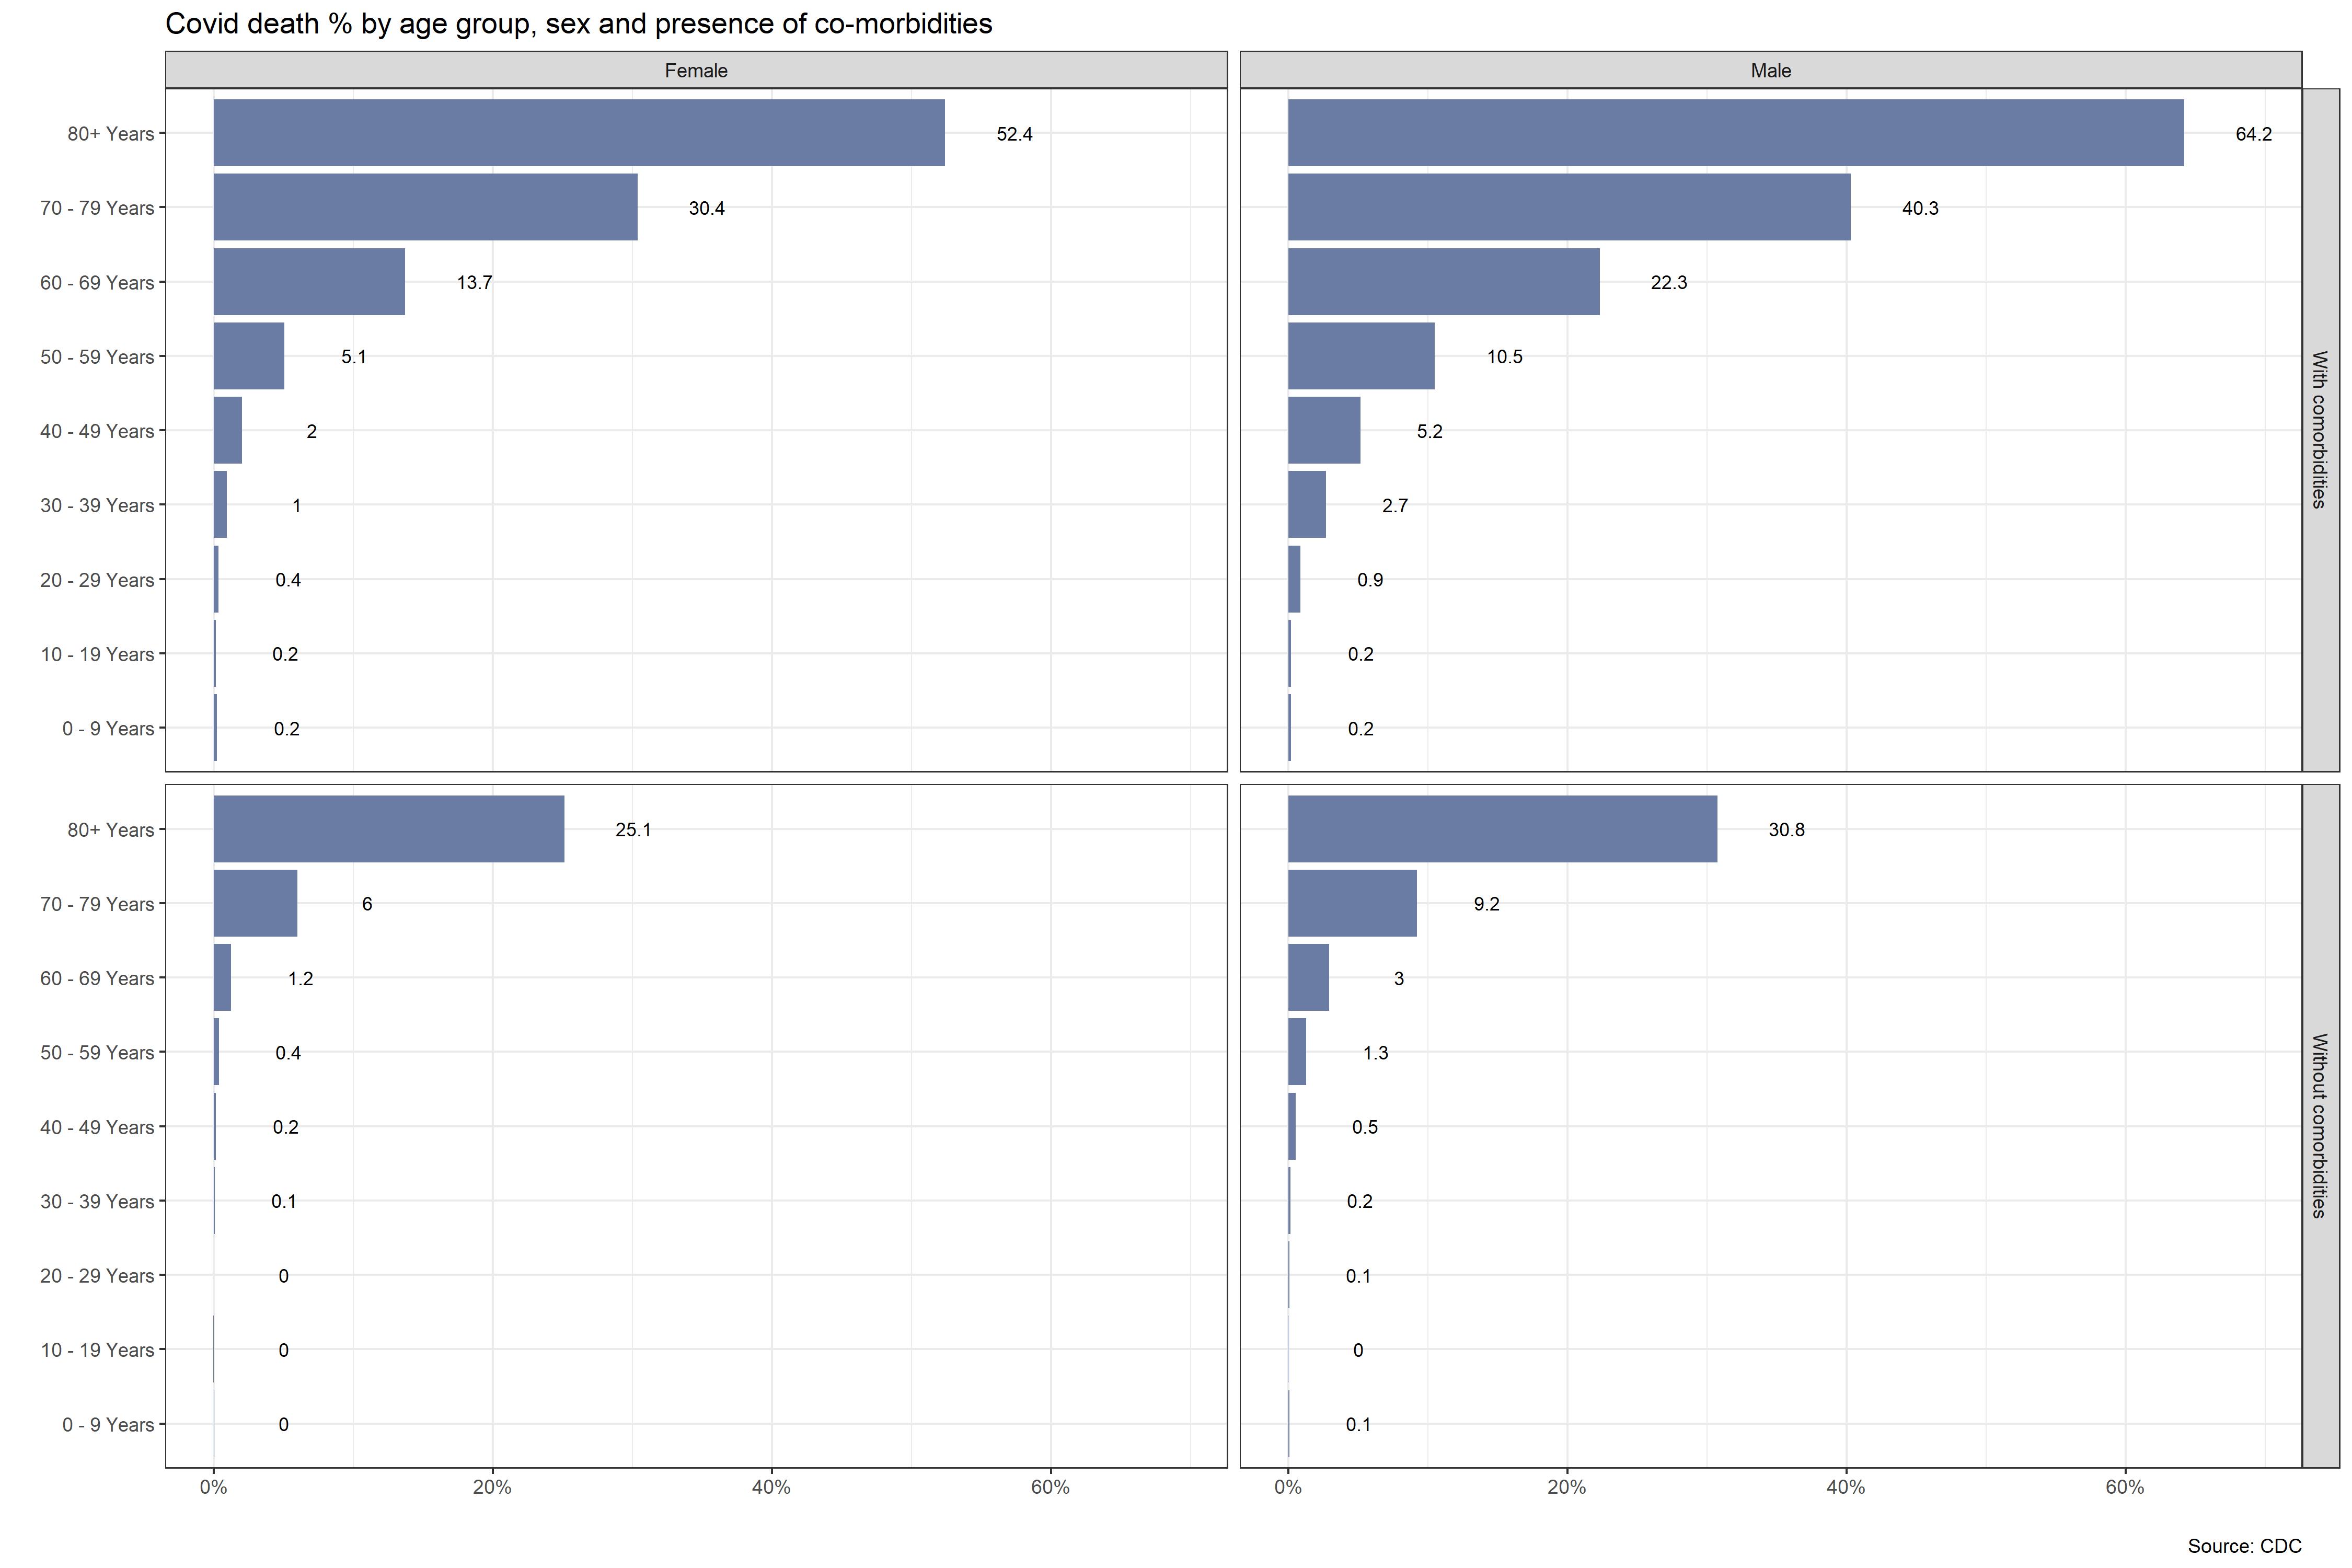 Covid death % by age group, sex and presence of co-morbidities
Female
Male
80+ Years
52.4
64.2
70 - 79 Years
30.4
40.3
60 - 69 Years
13.7
22.3
50 - 59 Years
5.1
10.5
40 - 49 Years
2
5.2
30 - 39 Years
1
2.7
20 - 29 Years
0.4
0.9
10 - 19 Years
0.2
0.2
0 - 9 Years
0.2
0.2
With comorbidities
80+ Years
25.1
30.8
70 - 79 Years
6
9.2
60 - 69 Years
1.2
3
50 - 59 Years
0.4
1.3
40 - 49 Years
0.2
0.5
30 - 39 Years
0.1
0.2
20 - 29 Years
0
0.1
10 - 19 Years
0
0
0 - 9 Years
0
0.1
Without comorbidities
0%
20%
40%
60%
0%
20%
40%
60%
Source: CDC